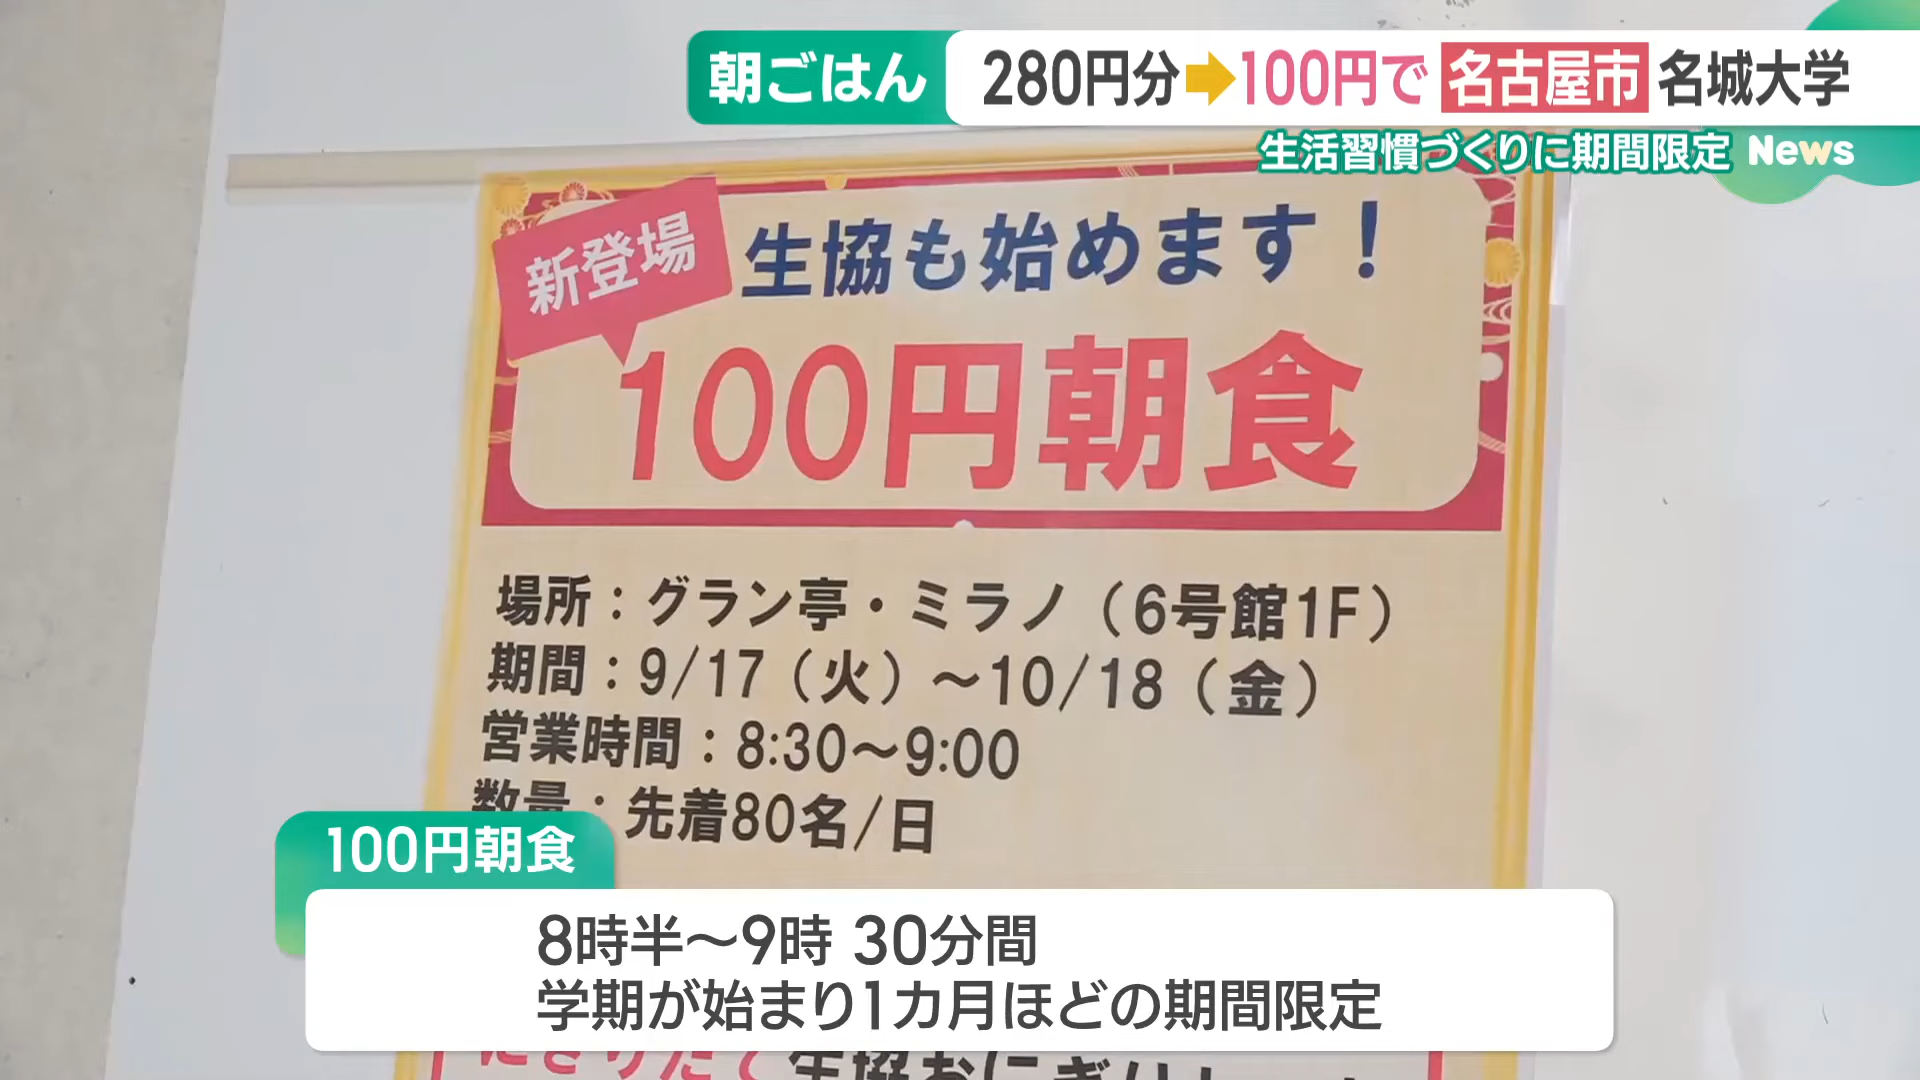 朝ごはん 280円分➡100円で 名古屋市 名城大学
生活習慣づくりに期間限定 News
新登場
生協も始めます！
100円朝食
場所：グラン亭・ミラノ（6号館1F）
期間：9/17（火）～10/18（金）
営業時間：8:30～9:00
数量：先着80名/日
100円朝食
8時半～9時 30分間
学期が始まり1カ月ほどの期間限定